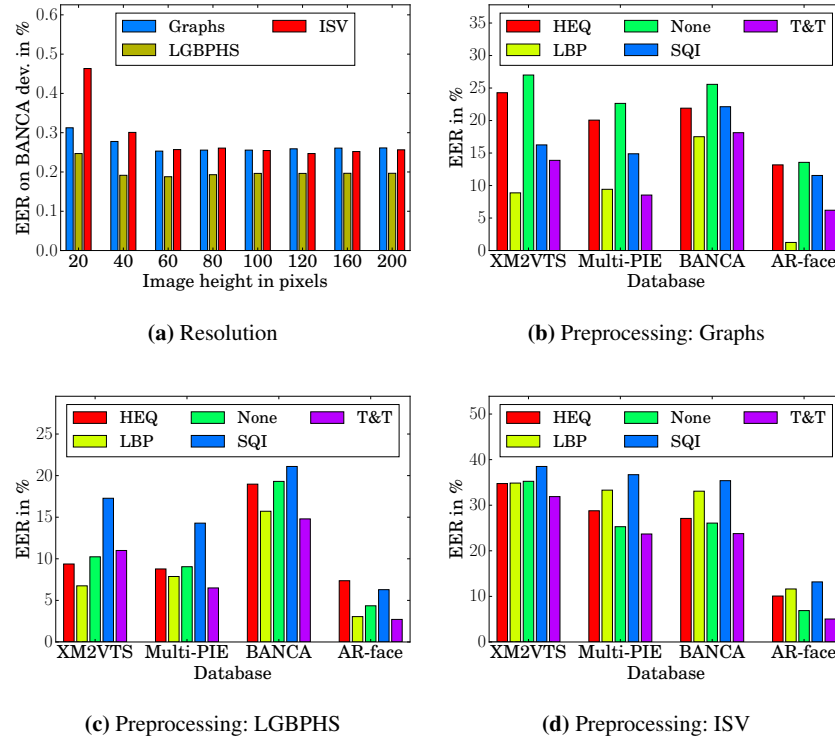 Graphs
ISV
LGBPHS
0.6
0.5
0.4
0.3
0.2
0.1
0.0
EER on BANCA dev. in %
20 40 60 80 100 120 160 200
Image height in pixels
(a) Resolution
HEQ
None
T&T
LBP
SQI
35
30
25
20
15
10
5
0
EER in %
XM2VTS Multi-PIE BANCA AR-face
Database
(b) Preprocessing: Graphs
HEQ
None
T&T
LBP
SQI
25
20
15
10
5
0
EER in %
XM2VTS Multi-PIE BANCA AR-face
Database
(c) Preprocessing: LGBPHS
HEQ
None
T&T
LBP
SQI
50
40
30
20
10
0
EER in %
XM2VTS Multi-PIE BANCA AR-face
Database
(d) Preprocessing: ISV